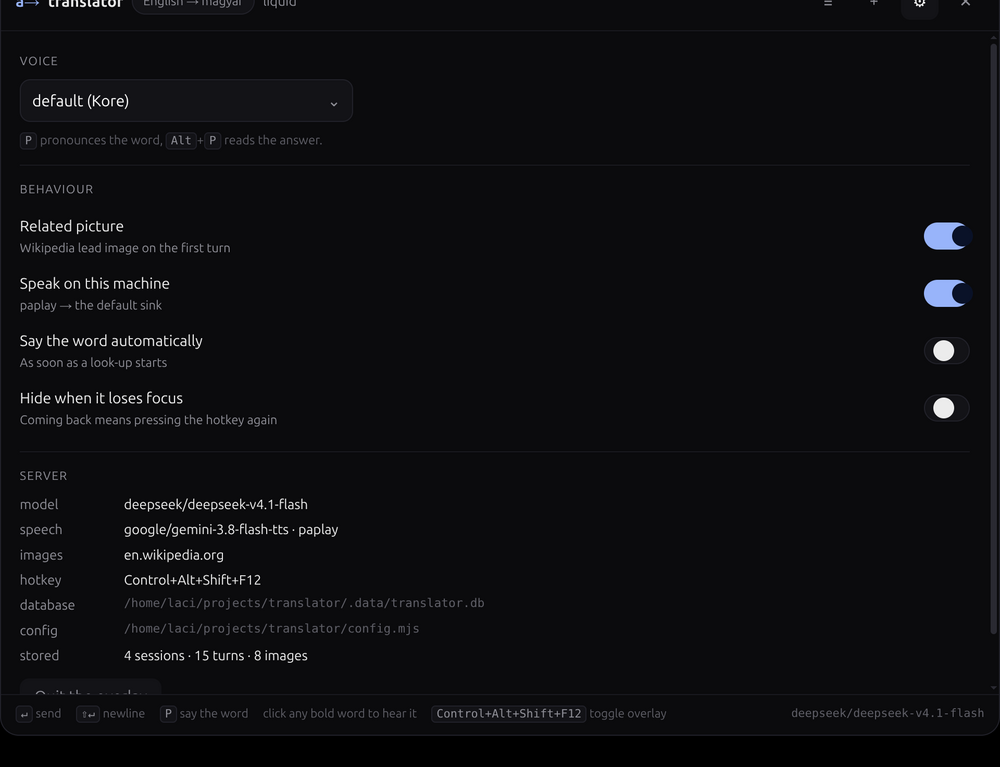 a→ translator English → magyar liquid
VOICE
default (Kore)
P pronounces the word, Alt+P reads the answer.
BEHAVIOUR
Related picture
Wikipedia lead image on the first turn
Speak on this machine
paplay → the default sink
Say the word automatically
As soon as a look-up starts
Hide when it loses focus
Coming back means pressing the hotkey again
SERVER
model deepseek/deepseek-v4.1-flash
speech google/gemini-3.8-flash-tts · paplay
images en.wikipedia.org
hotkey Control+Alt+Shift+F12
database /home/laci/projects/translator/.data/translator.db
config /home/laci/projects/translator/config.mjs
stored 4 sessions · 15 turns · 8 images
Quit the overlay
↵ send ⇧↵ newline P say the word click any bold word to hear it Control+Alt+Shift+F12 toggle overlay deepseek/deepseek-v4.1-flash